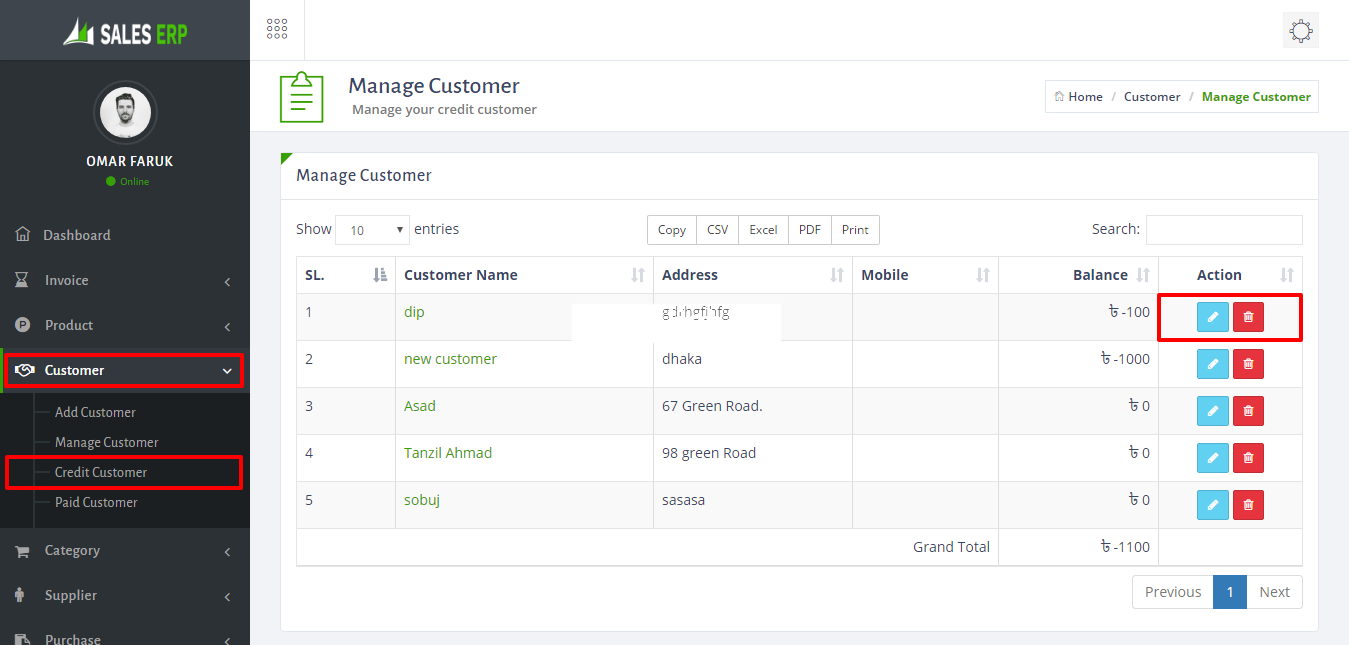 SALES ERP
Manage Customer
Manage your credit customer
Home / Customer / Manage Customer
OMAR FARUK
Online
Dashboard
Invoice
Product
Customer
Add Customer
Manage Customer
Credit Customer
Paid Customer
Category
Supplier
Purchase
Manage Customer
Show 10 entries
Copy CSV Excel PDF Print
Search:
SL. Customer Name Address Mobile Balance Action
1 dip ৳ -100
2 new customer dhaka ৳ -1000
3 Asad 67 Green Road. ৳ 0
4 Tanzil Ahmad 98 green Road ৳ 0
5 sobuj sasasa ৳ 0
Grand Total ৳ -1100
Previous 1 Next